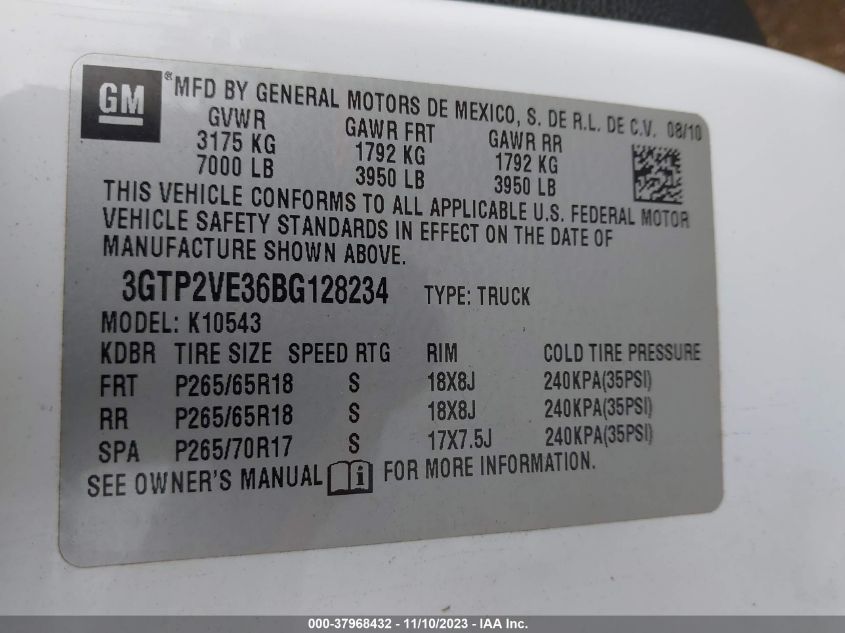 GM ® MFD BY GENERAL MOTORS DE MEXICO, S. DE R.L. DE C.V. 08/10
GVWR GAWR FRT GAWR RR
3175 KG 1792 KG 1792 KG
7000 LB 3950 LB 3950 LB
THIS VEHICLE CONFORMS TO ALL APPLICABLE U.S. FEDERAL MOTOR
VEHICLE SAFETY STANDARDS IN EFFECT ON THE DATE OF
MANUFACTURE SHOWN ABOVE.
3GTP2VE36BG128234 TYPE: TRUCK
MODEL: K10543
KDBR TIRE SIZE SPEED RTG RIM COLD TIRE PRESSURE
FRT P265/65R18 S 18X8J 240KPA(35PSI)
RR P265/65R18 S 18X8J 240KPA(35PSI)
SPA P265/70R17 S 17X7.5J 240KPA(35PSI)
SEE OWNER'S MANUAL i FOR MORE INFORMATION.
000-37968432 - 11/10/2023 - IAA Inc.